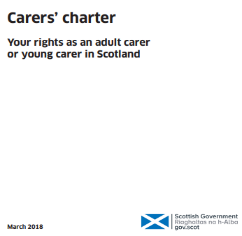 Carers' charter
Your rights as an adult carer
or young carer in Scotland
March 2018
Scottish Government
Riaghaltas na h-Alba
gov.scot